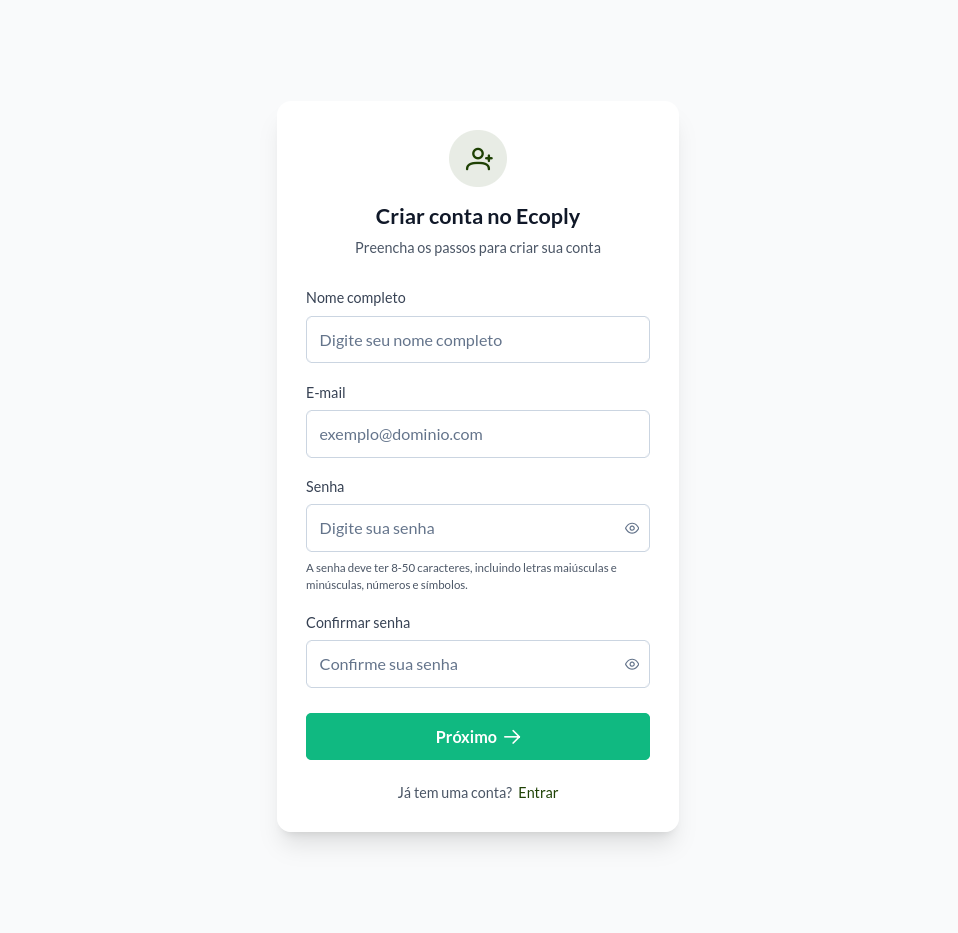 Criar conta no Ecoply
Preencha os passos para criar sua conta
Nome completo
Digite seu nome completo
E-mail
exemplo@dominio.com
Senha
Digite sua senha
A senha deve ter 8-50 caracteres, incluindo letras maiúsculas e
minúsculas, números e símbolos.
Confirmar senha
Confirme sua senha
Próximo →
Já tem uma conta? Entrar